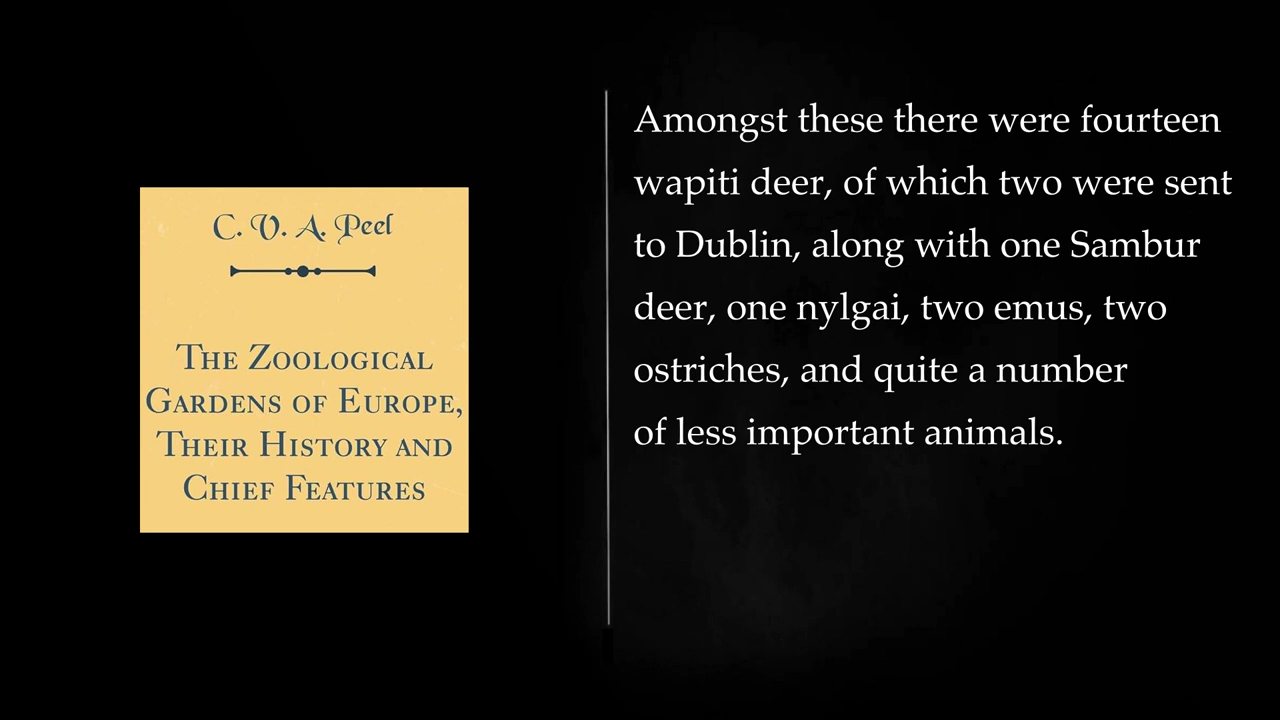 C. V. A. Peel
The Zoological
Gardens of Europe,
Their History and
Chief Features
Amongst these there were fourteen
wapiti deer, of which two were sent
to Dublin, along with one Sambur
deer, one nylgai, two emus, two
ostriches, and quite a number
of less important animals.